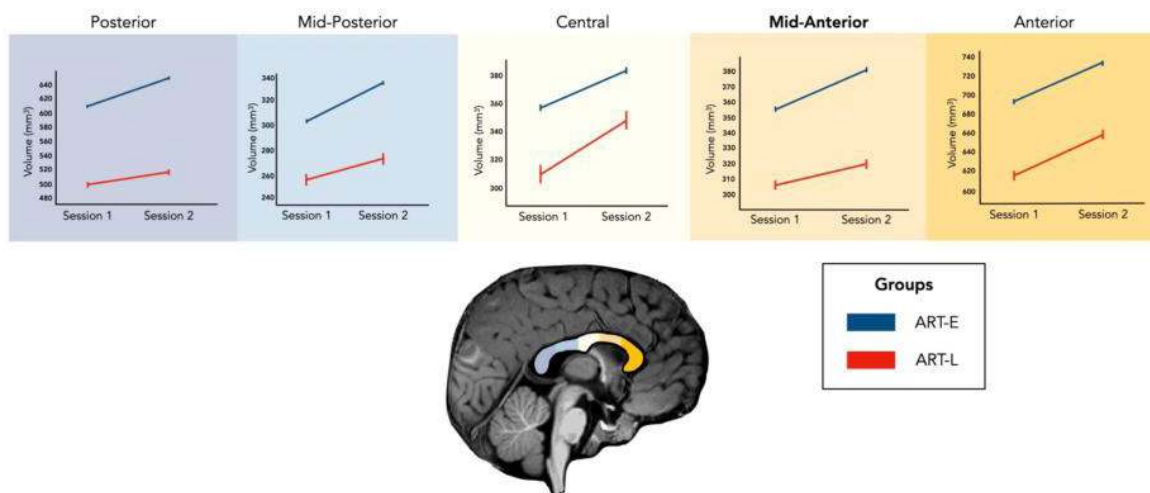 Posterior
Mid-Posterior
Central
Mid-Anterior
Anterior
Volume (mm³)
640
620
600
580
560
540
520
500
480
Session 1
Session 2
Volume (mm³)
340
320
300
280
260
240
Session 1
Session 2
Volume (mm³)
380
360
340
320
300
Session 1
Session 2
Volume (mm³)
380
370
360
350
340
330
320
310
300
Session 1
Session 2
Volume (mm³)
740
720
700
680
660
640
620
600
Session 1
Session 2
Groups
ART-E
ART-L